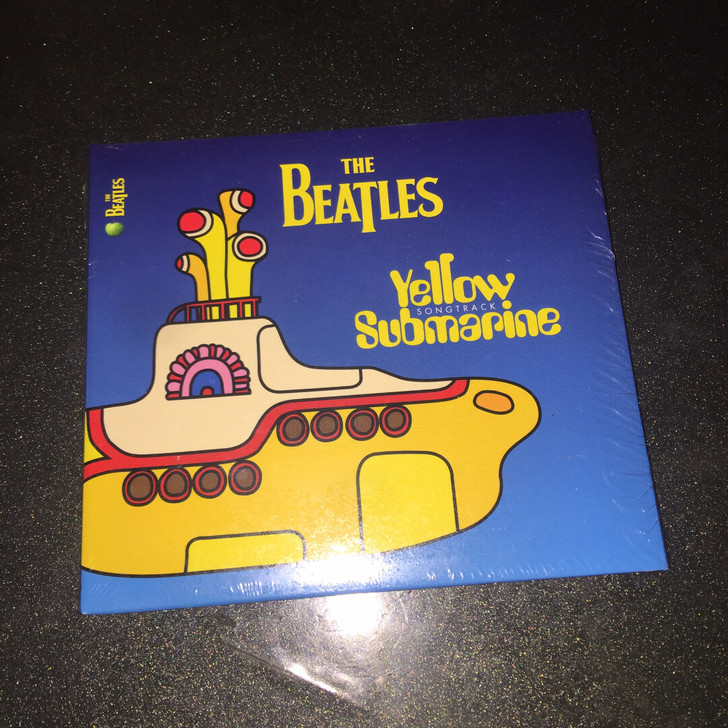 THE
BEATLES
THE
BEATLES
Yellow
SONGTRACK
Submarine